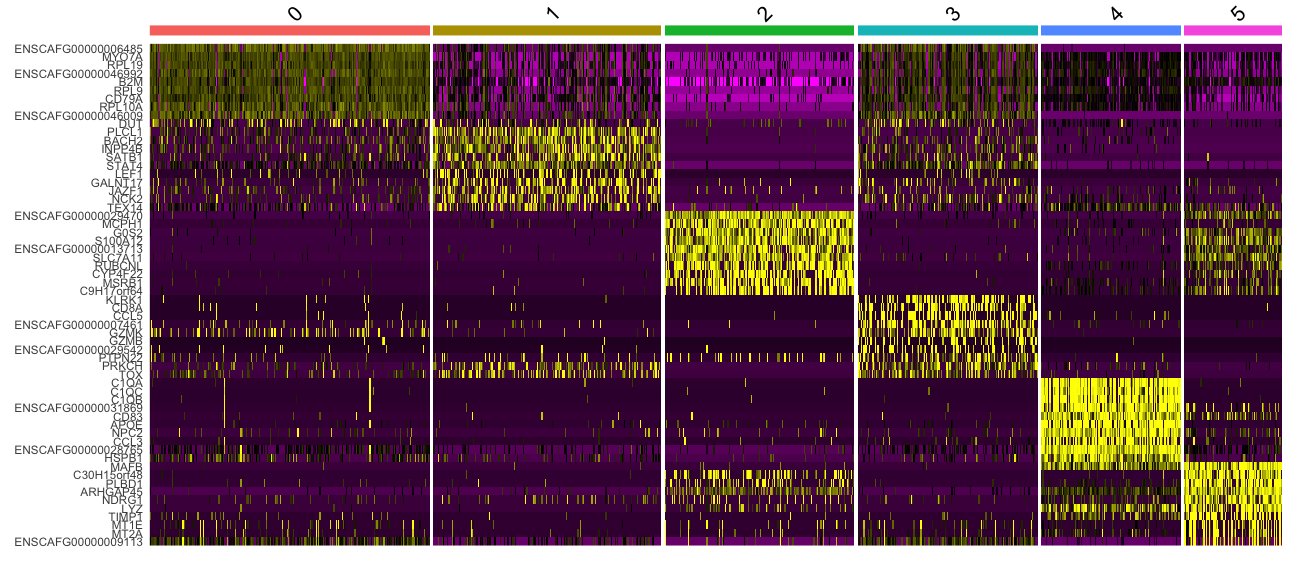 0 1 2 3 4 5
ENSCAFG00000006485
MYO7A
RPL19
ENSCAFG00000046992
B2M
RPL9
CD79A
RPL10A
ENSCAFG00000046009
DUT
PLCL1
BACH2
INPP4B
SATB1
STAT4
LEF1
GALNT17
JAZF1
NCK2
TEX14
ENSCAFG00000029470
MCPH1
G0S2
S100A12
ENSCAFG00000013713
SLC7A11
RUBCNL
CYP4F22
MSRB1
C9H17orf64
KLRK1
CD8A
CCL5
ENSCAFG00000007461
GZMK
GZMB
ENSCAFG00000029542
PTPN22
PRKCH
TOX
C1QA
C1QC
C1QB
ENSCAFG00000031869
CD83
APOE
NPC2
CCL3
ENSCAFG00000028765
HSPB1
MAFB
C30H15orf48
PLBD1
ARHGAP45
NDRG1
LYZ
TIMP1
MT1E
MT2A
ENSCAFG00000009113